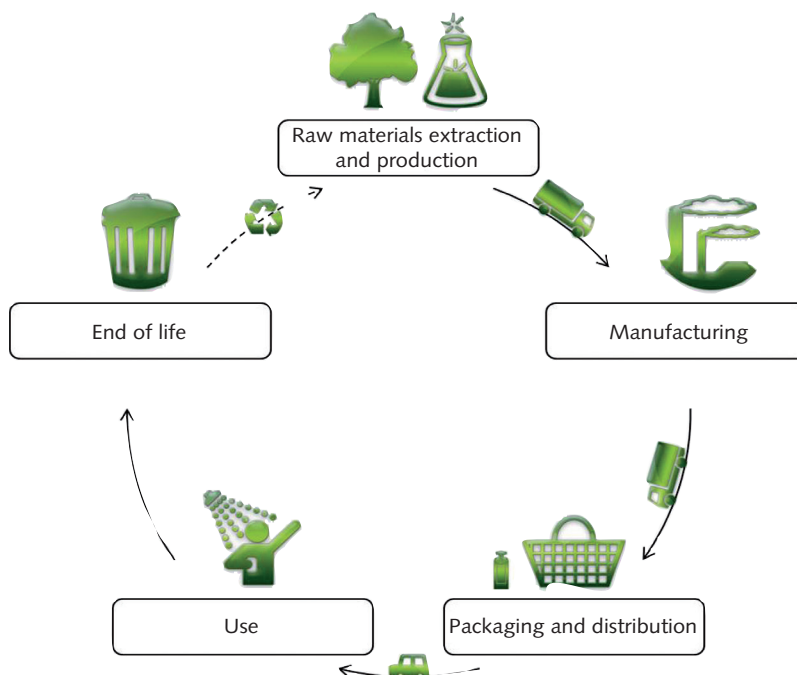 Raw materials extraction
and production
Manufacturing
Packaging and distribution
Use
End of life